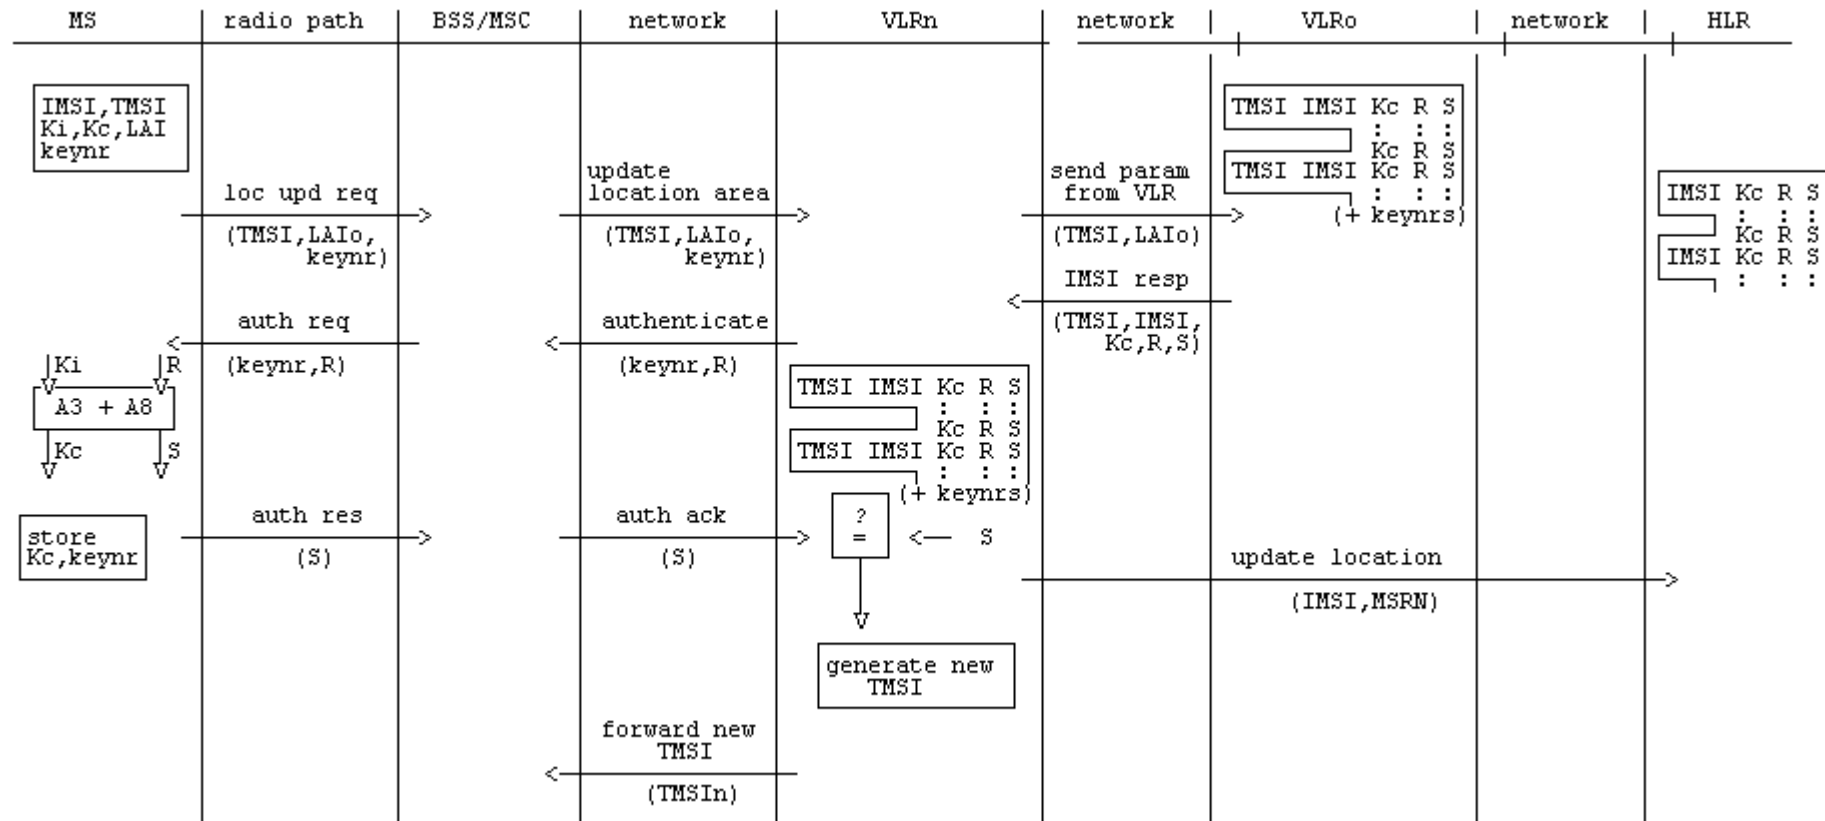 MS radio path BSS/MSC network VLRn network VLRo network HLR
IMSI,TMSI
Ki,Kc,LAI
keynr
TMSI IMSI Kc R S
: : :
Kc R S
TMSI IMSI Kc R S
: : :
(+ keynrs)
IMSI Kc R S
: : :
Kc R S
IMSI Kc R S
: : :
loc upd req
(TMSI,LAIo,
keynr)
update
location area
(TMSI,LAIo,
keynr)
send param
from VLR
(TMSI,LAIo)
IMSI resp
(TMSI,IMSI,
Kc,R,S)
auth req
(keynr,R)
authenticate
(keynr,R)
Ki R
A3 + A8
Kc S
TMSI IMSI Kc R S
: : :
Kc R S
TMSI IMSI Kc R S
: : :
(+ keynrs)
store
Kc,keynr
auth res
(S)
auth ack
(S)
?
=
S
update location
(IMSI,MSRN)
generate new
TMSI
forward new
TMSI
(TMSIn)